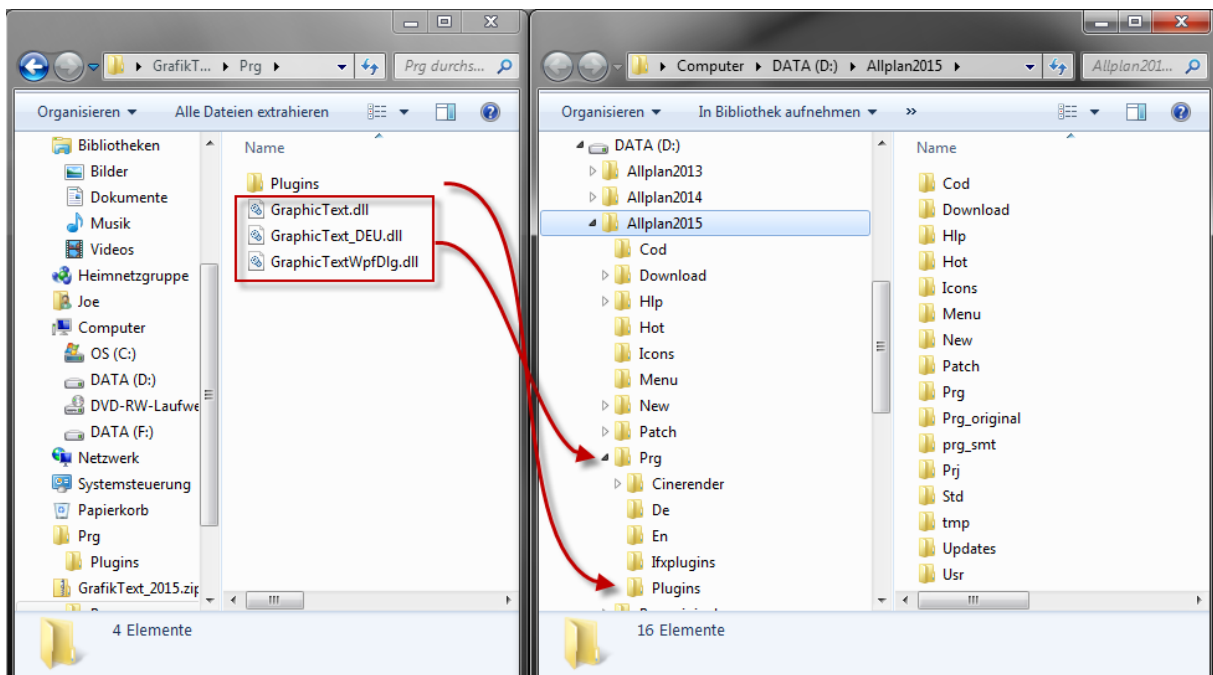 GrafikT... Prg
Prg durchs...
Organisieren
Alle Dateien extrahieren
Bibliotheken
Bilder
Dokumente
Musik
Videos
Heimnetzgruppe
Joe
Computer
OS (C:)
DATA (D:)
DVD-RW-Laufwe
DATA (F:)
Netzwerk
Systemsteuerung
Papierkorb
Prg
Plugins
GrafikText_2015.zip
Name
Plugins
GraphicText.dll
GraphicText_DEU.dll
GraphicTextWpfDlg.dll
4 Elemente
Computer DATA (D:) Allplan2015
Allplan201...
Organisieren
In Bibliothek aufnehmen
»
DATA (D:)
Allplan2013
Allplan2014
Allplan2015
Cod
Download
Hlp
Hot
Icons
Menu
New
Patch
Prg
Cinerender
De
En
Ifxplugins
Plugins
Name
Cod
Download
Hlp
Hot
Icons
Menu
New
Patch
Prg
Prg_original
prg_smt
Prj
Std
tmp
Updates
Usr
16 Elemente